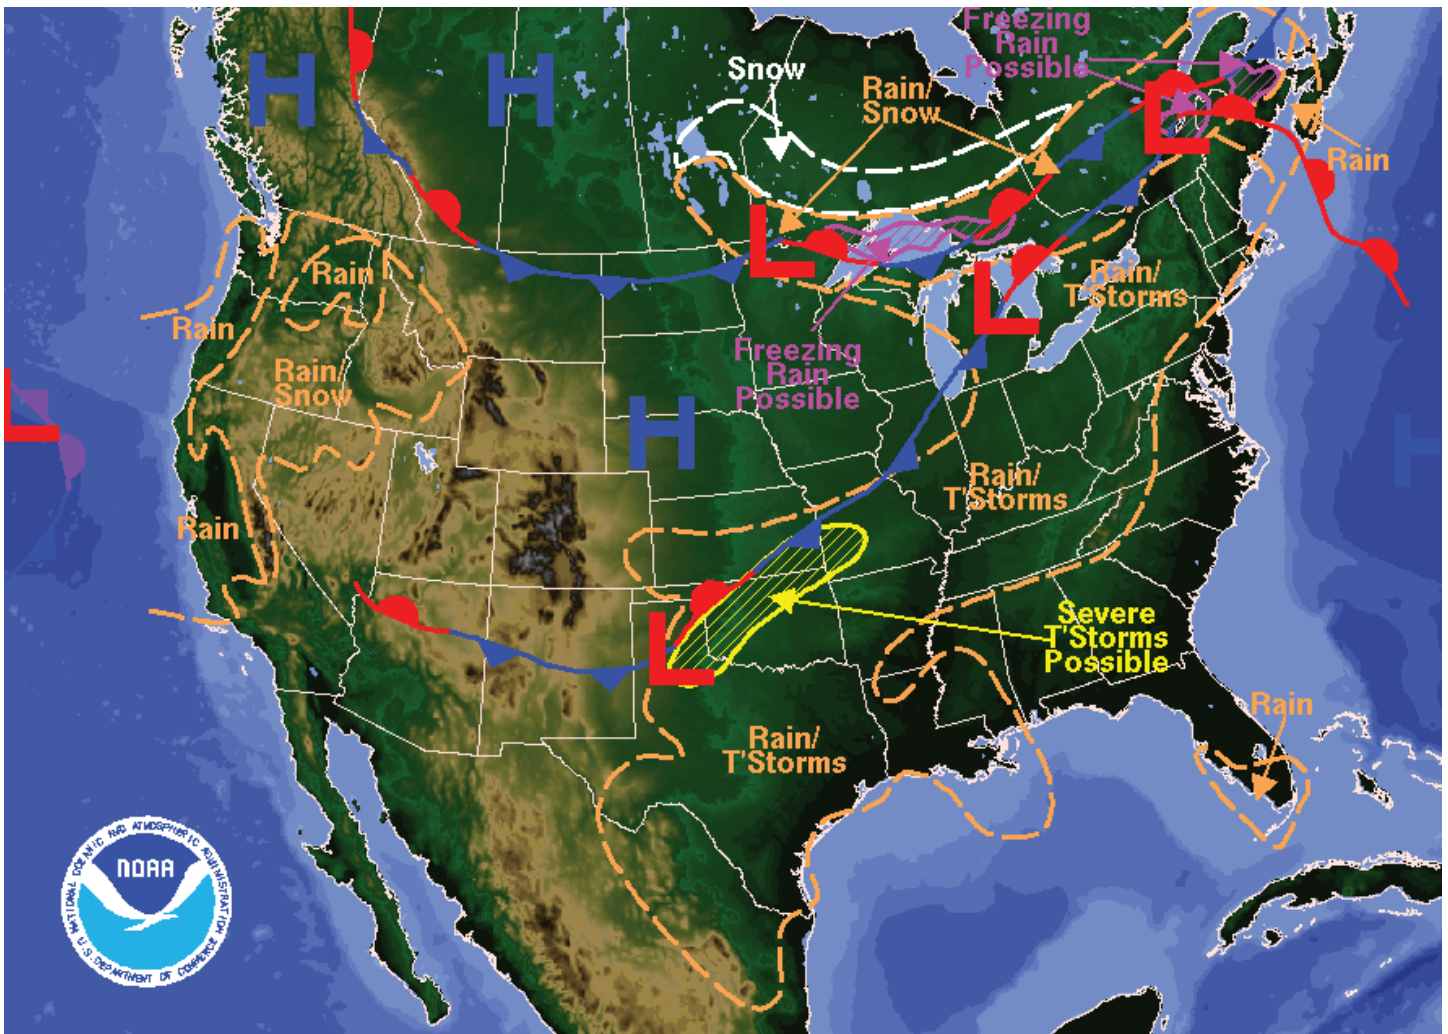 Freezing
Rain
Possible
H
H
Snow
Rain/
Snow
L
Rain
L
Rain
Rain
L
Rain/
T'Storms
Rain/
Snow
Freezing
Rain
Possible
L
H
H
Rain/
T'Storms
Rain
Severe
T'Storms
Possible
L
Rain
Rain/
T'Storms
NATIONAL OCEANIC AND ATMOSPHERIC ADMINISTRATION
NOAA
U.S. DEPARTMENT OF COMMERCE